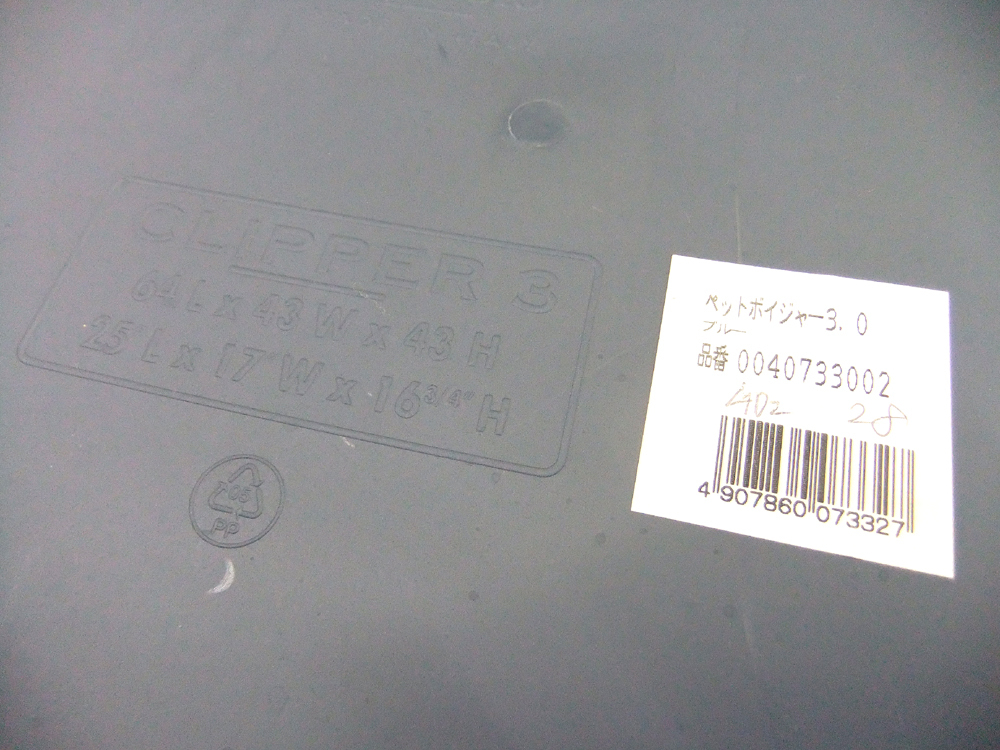 CLIPPER 3
64 L x 43 W x 43 H
25" L x 17" W x 16 3/4" H
05
PP
ペットボイジャー3.0
ブルー
品番 0040733002
28
4 907860 073327